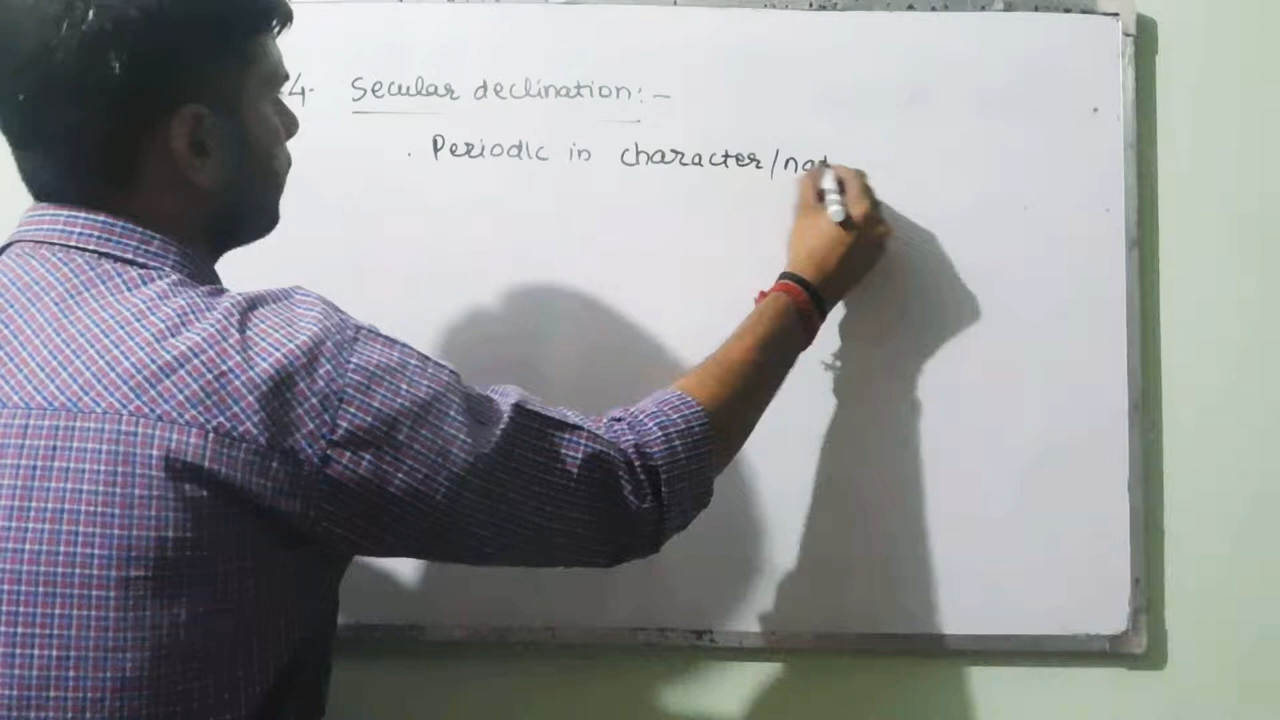 4. Secular declination:-
. Periodic in character/nat